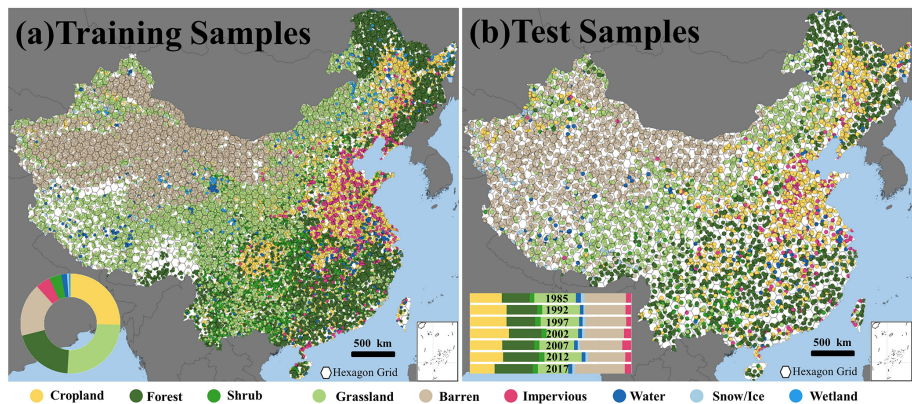 (a)Training Samples
500 km
Hexagon Grid
(b)Test Samples
1985
1992
1997
2002
2007
2012
2017
500 km
Hexagon Grid
Cropland
Forest
Shrub
Grassland
Barren
Impervious
Water
Snow/Ice
Wetland